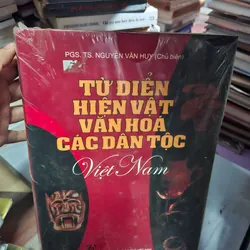 PGS. TS. NGUYỄN VĂN HUY (Chủ biên)
TỪ ĐIỂN
HIỆN VẬT
VĂN HOÁ
CÁC DÂN TỘC
Việt Nam